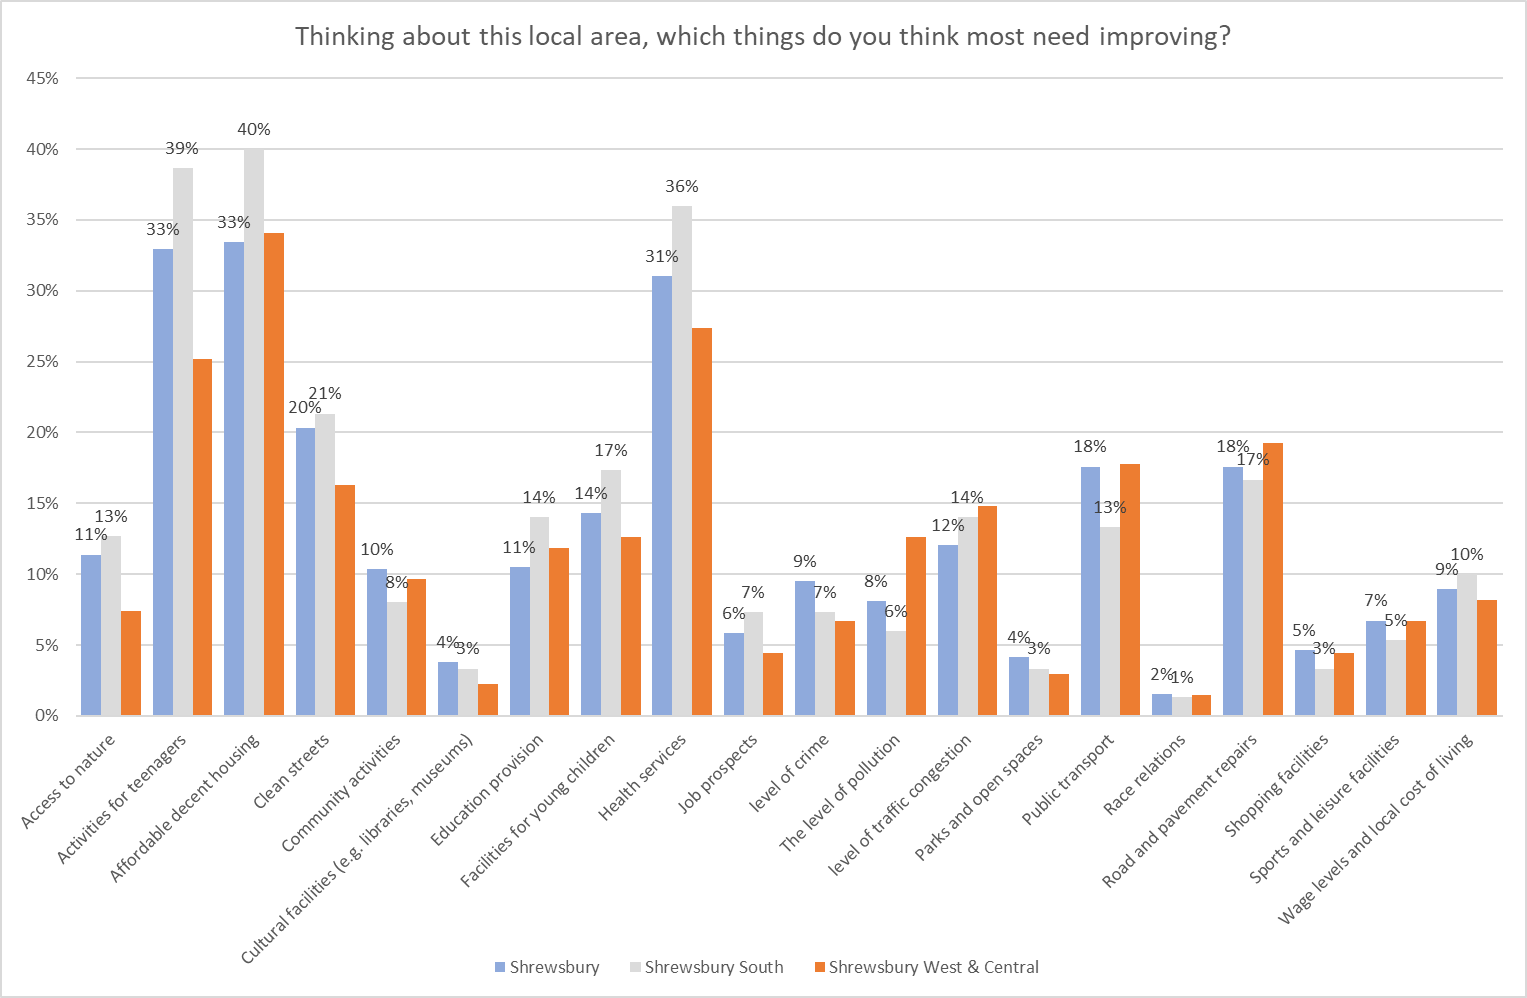 Thinking about this local area, which things do you think most need improving?
45%
40%
35%
30%
25%
20%
15%
10%
5%
0%
11%
13%
33%
39%
33%
40%
20%
21%
10%
8%
4%
3%
11%
14%
14%
17%
31%
36%
6%
7%
9%
7%
8%
6%
12%
14%
4%
3%
18%
13%
2%
1%
18%
17%
5%
3%
7%
5%
9%
10%
Access to nature
Activities for teenagers
Affordable decent housing
Clean streets
Community activities
Cultural facilities (e.g. libraries, museums)
Education provision
Facilities for young children
Health services
Job prospects
level of crime
The level of pollution
level of traffic congestion
Parks and open spaces
Public transport
Race relations
Road and pavement repairs
Shopping facilities
Sports and leisure facilities
Wage levels and local cost of living
Shrewsbury
Shrewsbury South
Shrewsbury West & Central